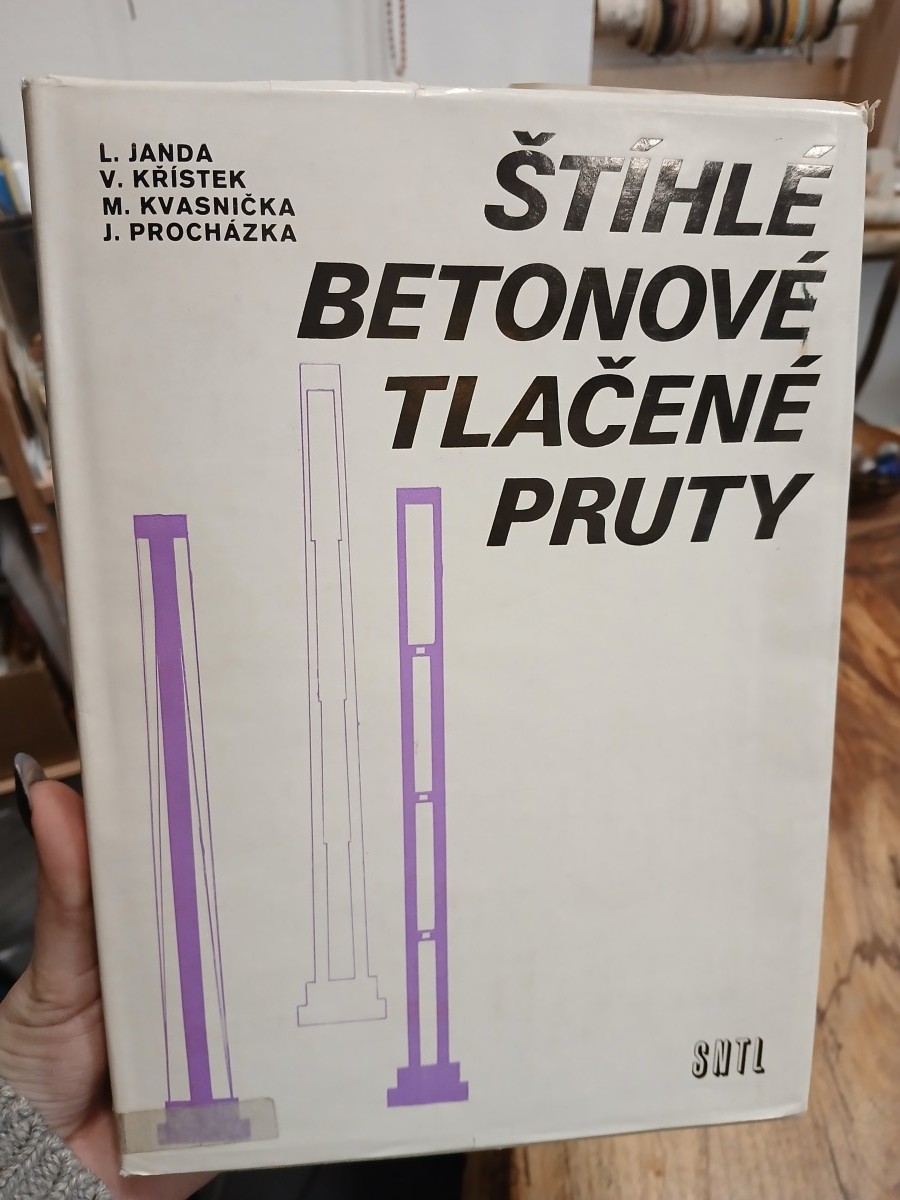 L. JANDA
V. KŘÍSTEK
M. KVASNIČKA
J. PROCHÁZKA
ŠTÍHLÉ
BETONOVÉ
TLAČENÉ
PRUTY
SNTL